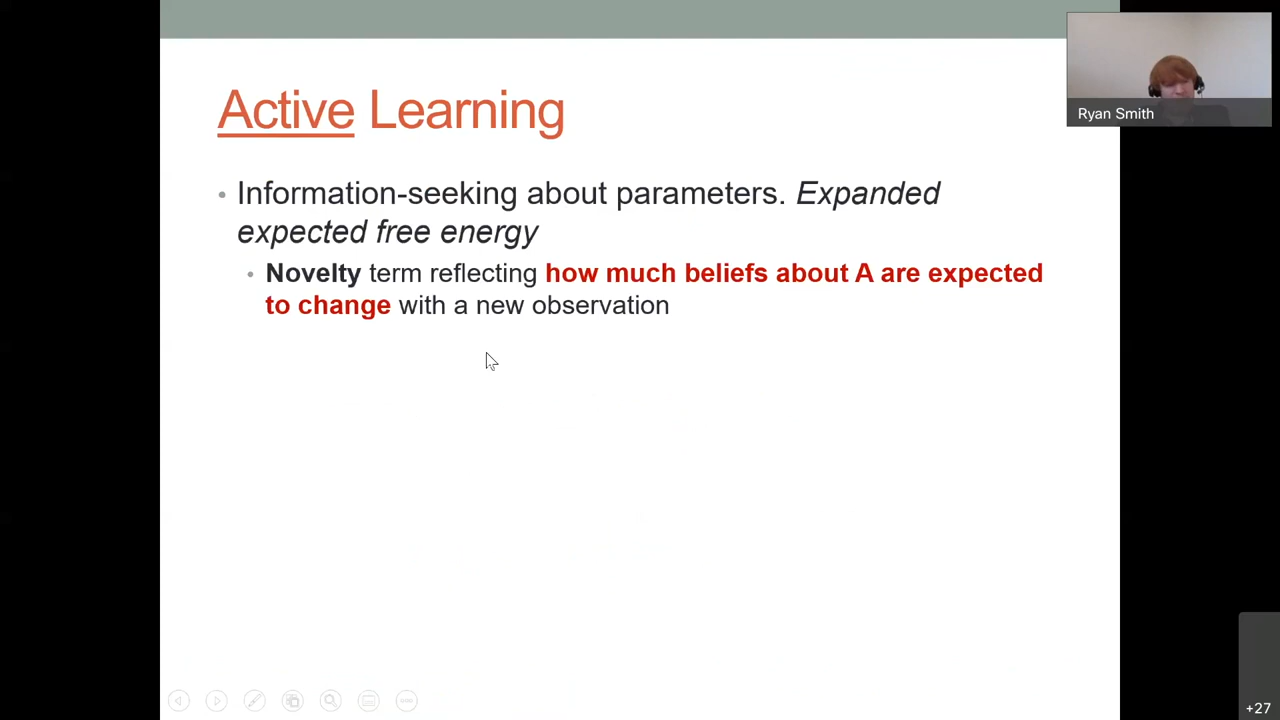 Active Learning
Ryan Smith
• Information-seeking about parameters. Expanded
expected free energy
• Novelty term reflecting how much beliefs about A are expected
to change with a new observation
+27